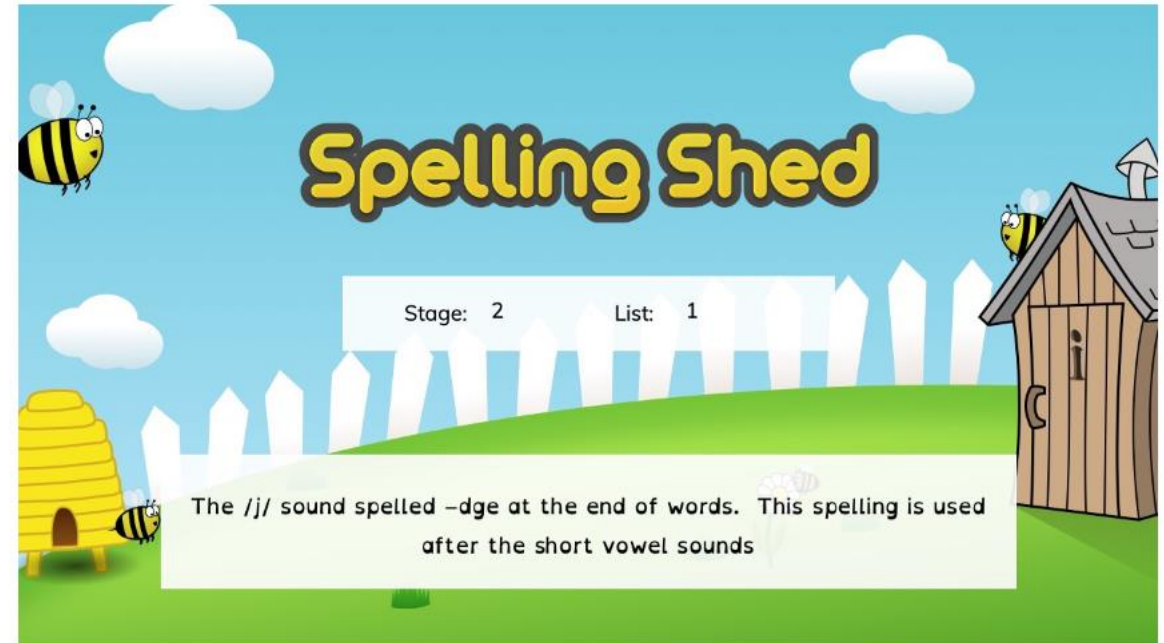 Spelling Shed
Stage: 2 List: 1
The /j/ sound spelled –dge at the end of words. This spelling is used
after the short vowel sounds
i